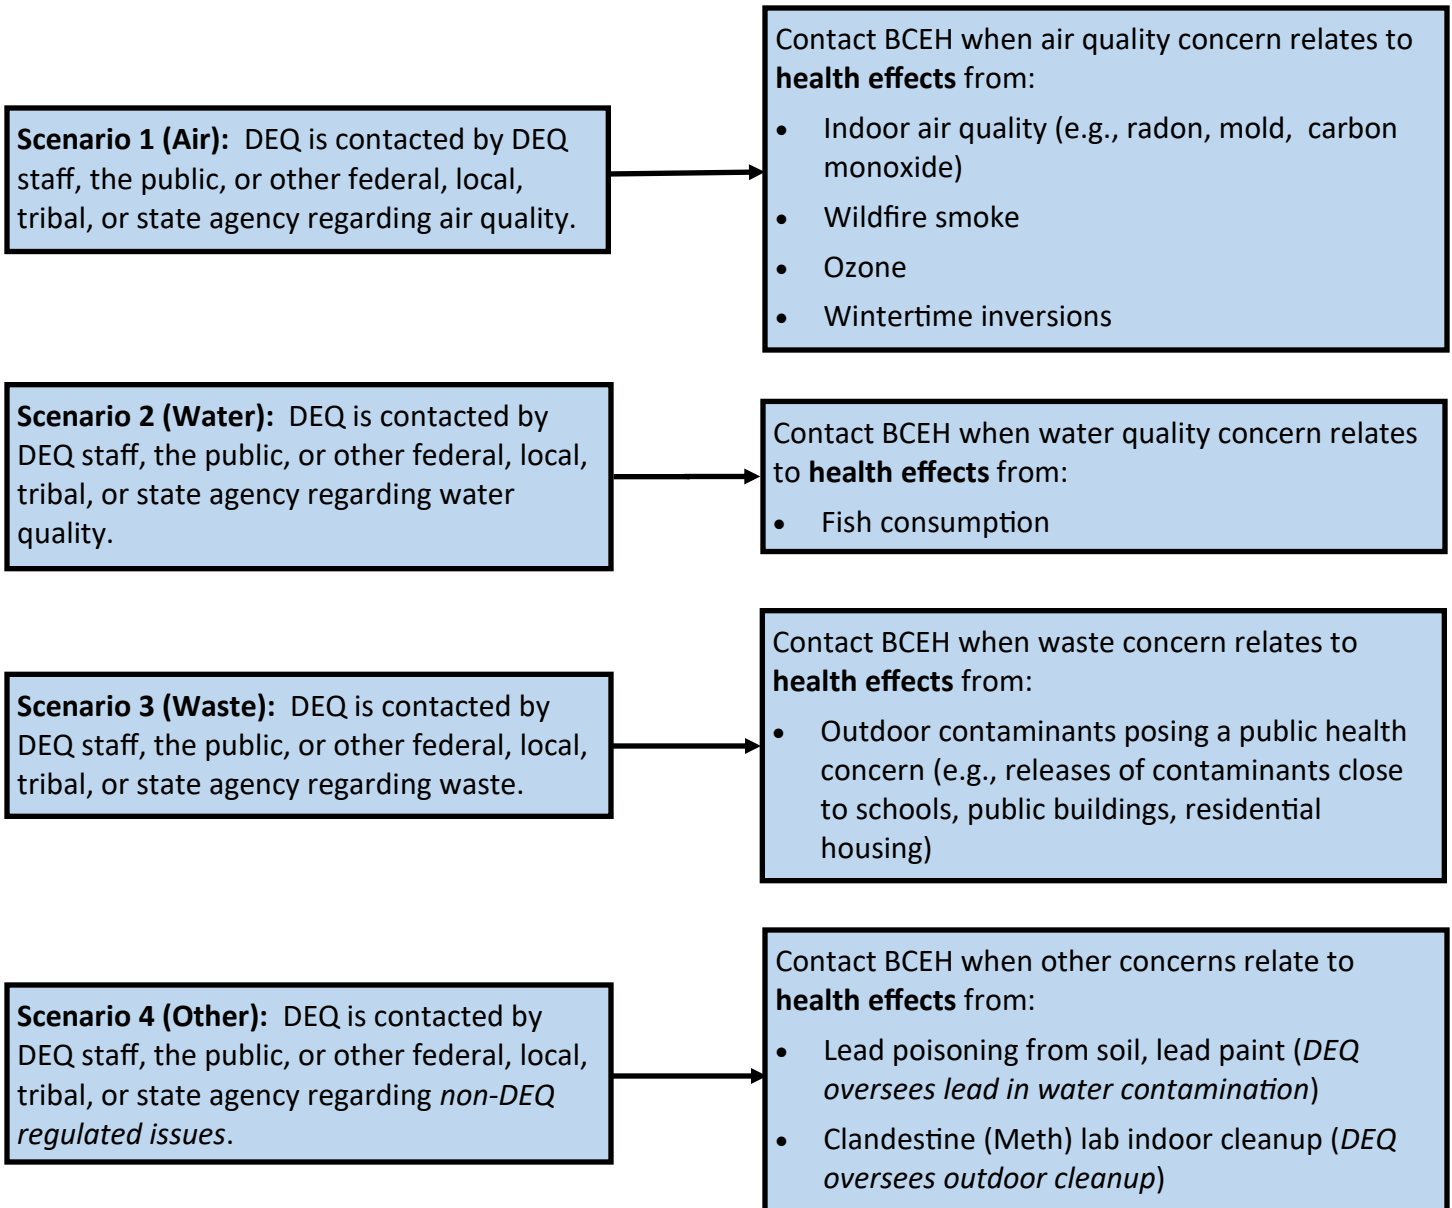 Scenario 1 (Air):  DEQ is contacted by DEQ
staff, the public, or other federal, local,
tribal, or state agency regarding air quality.
Contact BCEH when air quality concern relates to
health effects from:
• Indoor air quality (e.g., radon, mold,  carbon
monoxide)
• Wildfire smoke
• Ozone
• Wintertime inversions
Scenario 2 (Water):  DEQ is contacted by
DEQ staff, the public, or other federal, local,
tribal, or state agency regarding water
quality.
Contact BCEH when water quality concern relates
to health effects from:
• Fish consumption
Scenario 3 (Waste):  DEQ is contacted by
DEQ staff, the public, or other federal, local,
tribal, or state agency regarding waste.
Contact BCEH when waste concern relates to
health effects from:
• Outdoor contaminants posing a public health
concern (e.g., releases of contaminants close
to schools, public buildings, residential
housing)
Scenario 4 (Other):  DEQ is contacted by
DEQ staff, the public, or other federal, local,
tribal, or state agency regarding non-DEQ
regulated issues.
Contact BCEH when other concerns relate to
health effects from:
• Lead poisoning from soil, lead paint (DEQ
oversees lead in water contamination)
• Clandestine (Meth) lab indoor cleanup (DEQ
oversees outdoor cleanup)